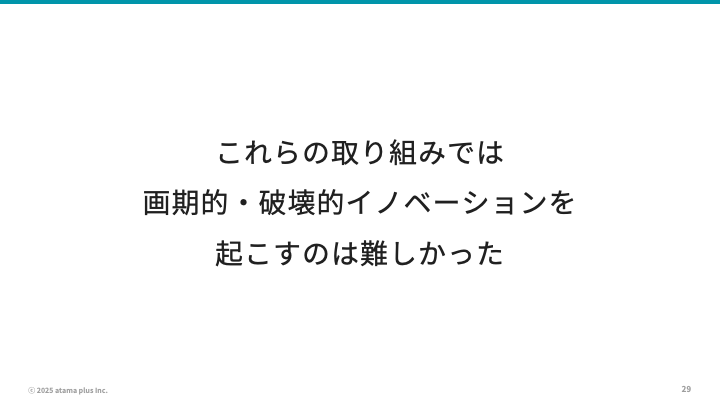 これらの取り組みでは
画期的・破壊的イノベーションを
起こすのは難しかった
ⓒ 2025 atama plus Inc.
29